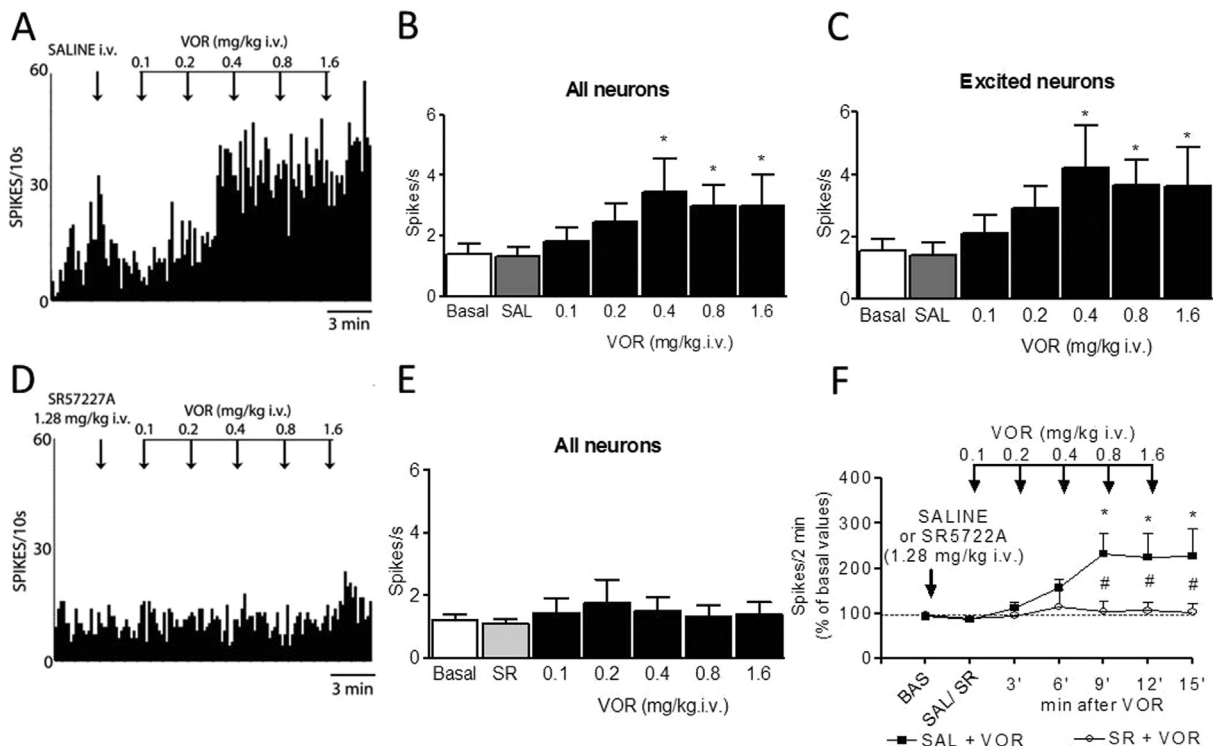 A
SALINE i.v.
VOR (mg/kg i.v.)
0.1 0.2 0.4 0.8 1.6
60
30
0
SPIKES/10s
3 min
B
All neurons
6
4
2
0
Spikes/s
Basal SAL 0.1 0.2 0.4 0.8 1.6
* * *
VOR (mg/kg.i.v.)
C
Excited neurons
6
4
2
0
Spikes/s
Basal SAL 0.1 0.2 0.4 0.8 1.6
* * *
VOR (mg/kg i.v.)
D
SR57227A
1.28 mg/kg i.v.
VOR (mg/kg i.v.)
0.1 0.2 0.4 0.8 1.6
60
30
0
SPIKES/10s
3 min
E
All neurons
6
4
2
0
Spikes/s
Basal SR 0.1 0.2 0.4 0.8 1.6
VOR (mg/kg.i.v.)
F
VOR (mg/kg i.v.)
0.1 0.2 0.4 0.8 1.6
SALINE
or SR5722A
(1.28 mg/kg i.v.)
400
300
200
100
0
Spikes/2 min
(% of basal values)
* * *
# # #
BAS SAL/ SR 3' 6' 9' 12' 15'
min after VOR
SAL + VOR SR + VOR